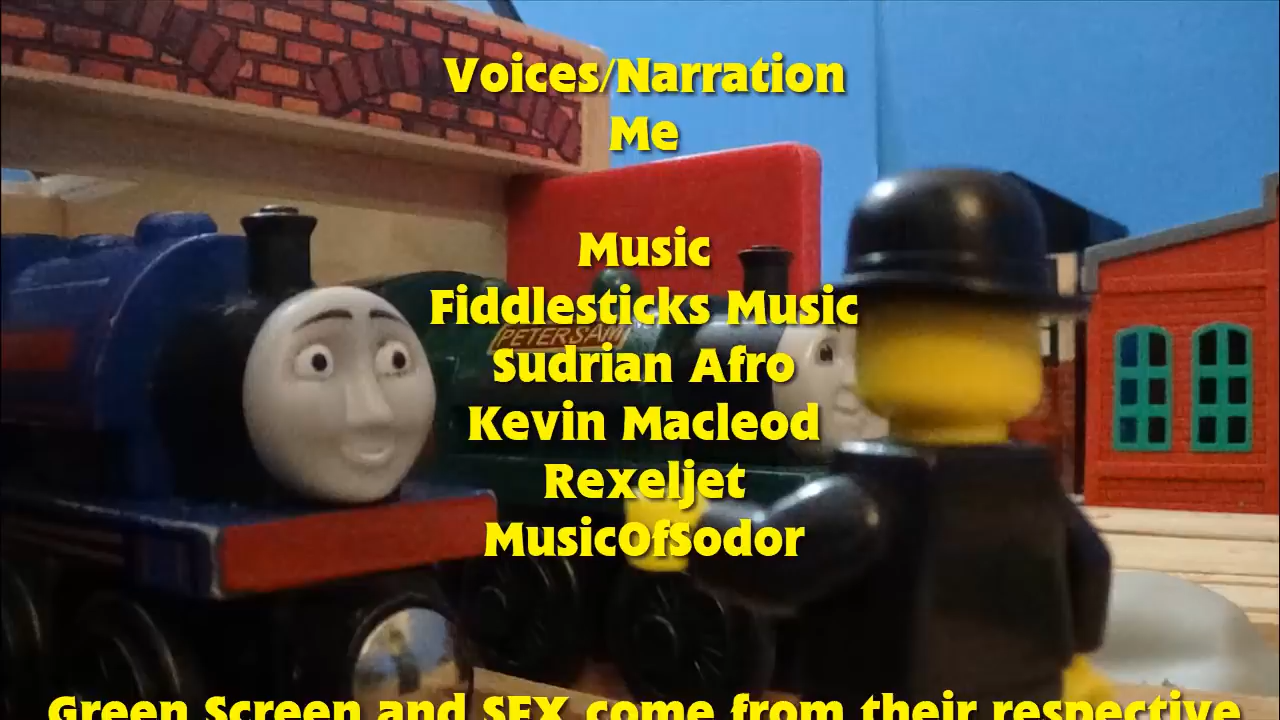 Voices/Narration
Me
Music
Fiddlesticks Music
PETERSAM
Sudrian Afro
Kevin Macleod
Rexeljet
MusicOfSodor
Green Screen and SFX come from their respective